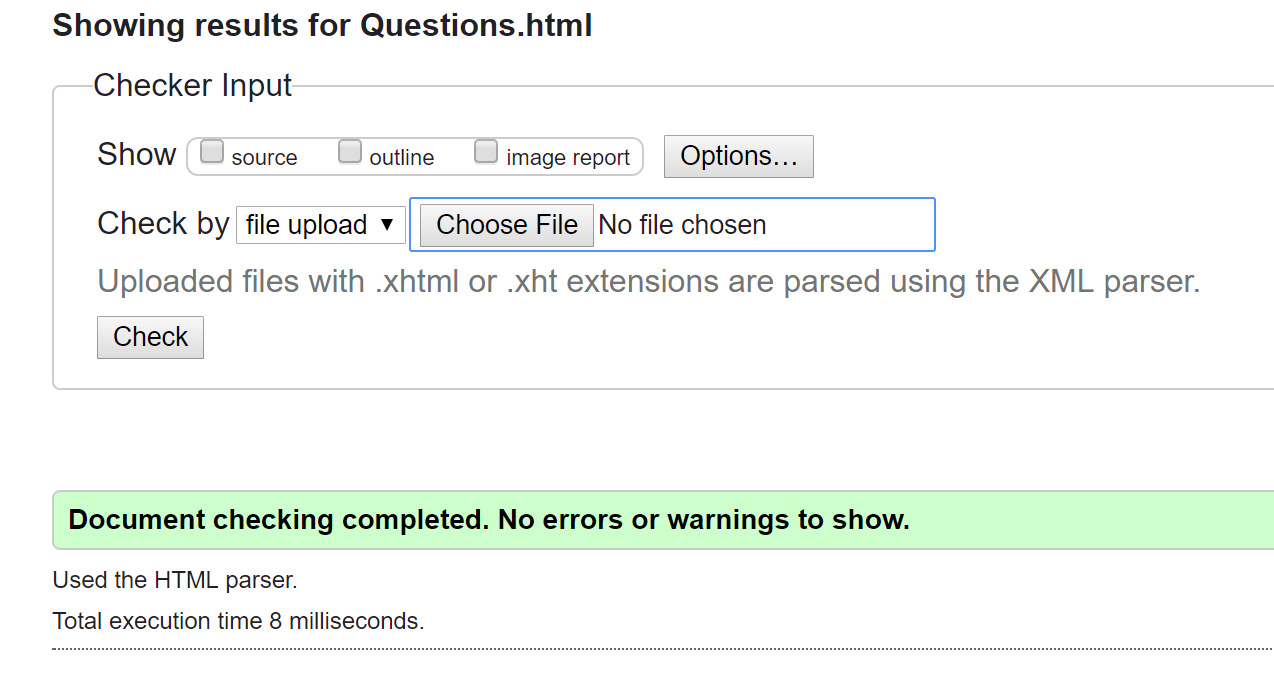 Showing results for Questions.html
Checker Input
Show source outline image report Options...
Check by file upload ▼ Choose File No file chosen
Uploaded files with .xhtml or .xht extensions are parsed using the XML parser.
Check
Document checking completed. No errors or warnings to show.
Used the HTML parser.
Total execution time 8 milliseconds.